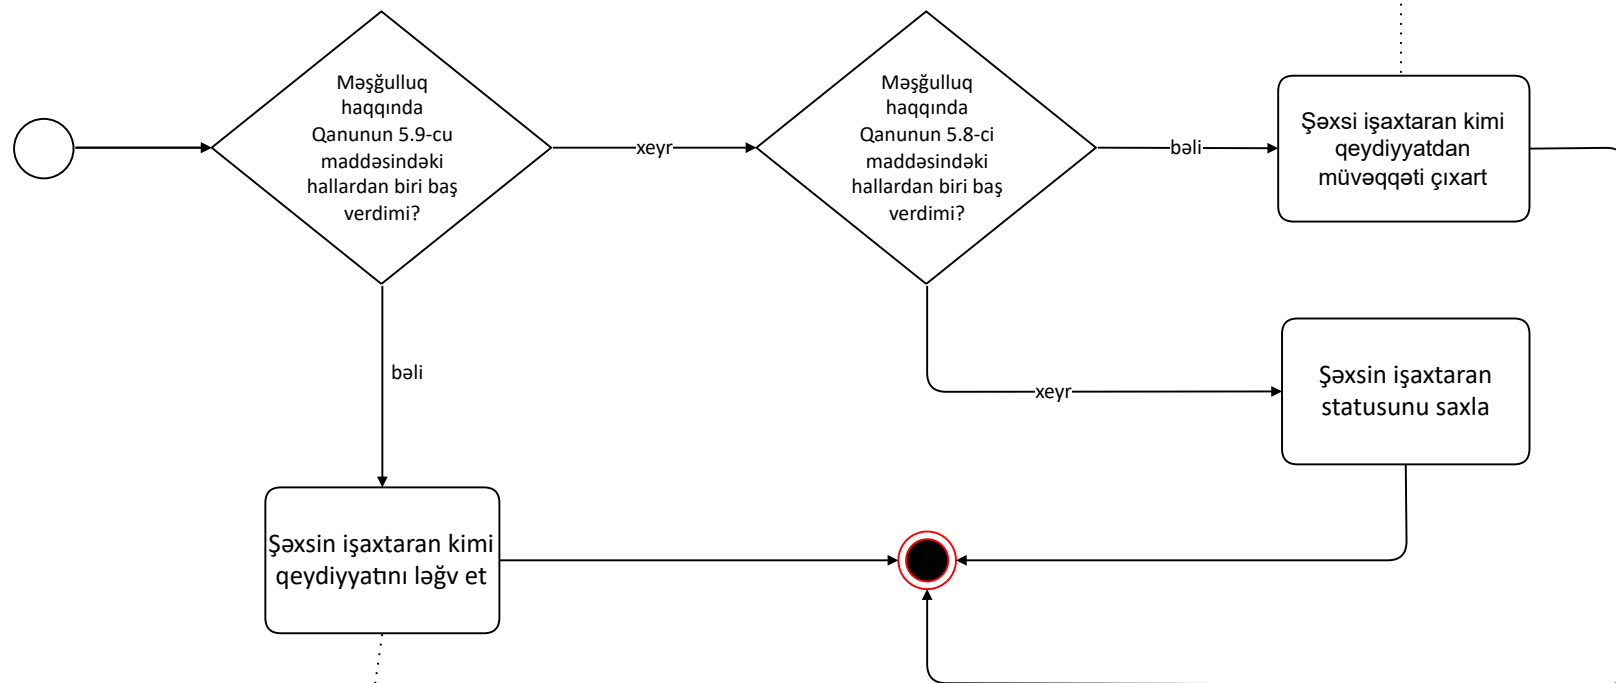 Məşğulluq
haqqında
Qanunun 5.9-cu
maddəsindəki
hallardan biri baş
verdimi?
xeyr
Məşğulluq
haqqında
Qanunun 5.8-ci
maddəsindəki
hallardan biri baş
verdimi?
bəli
Şəxsi işaxtaran kimi
qeydiyyatdan
müvəqqəti çıxart
bəli
xeyr
Şəxsin işaxtaran
statusunu saxla
Şəxsin işaxtaran kimi
qeydiyyatını ləğv et